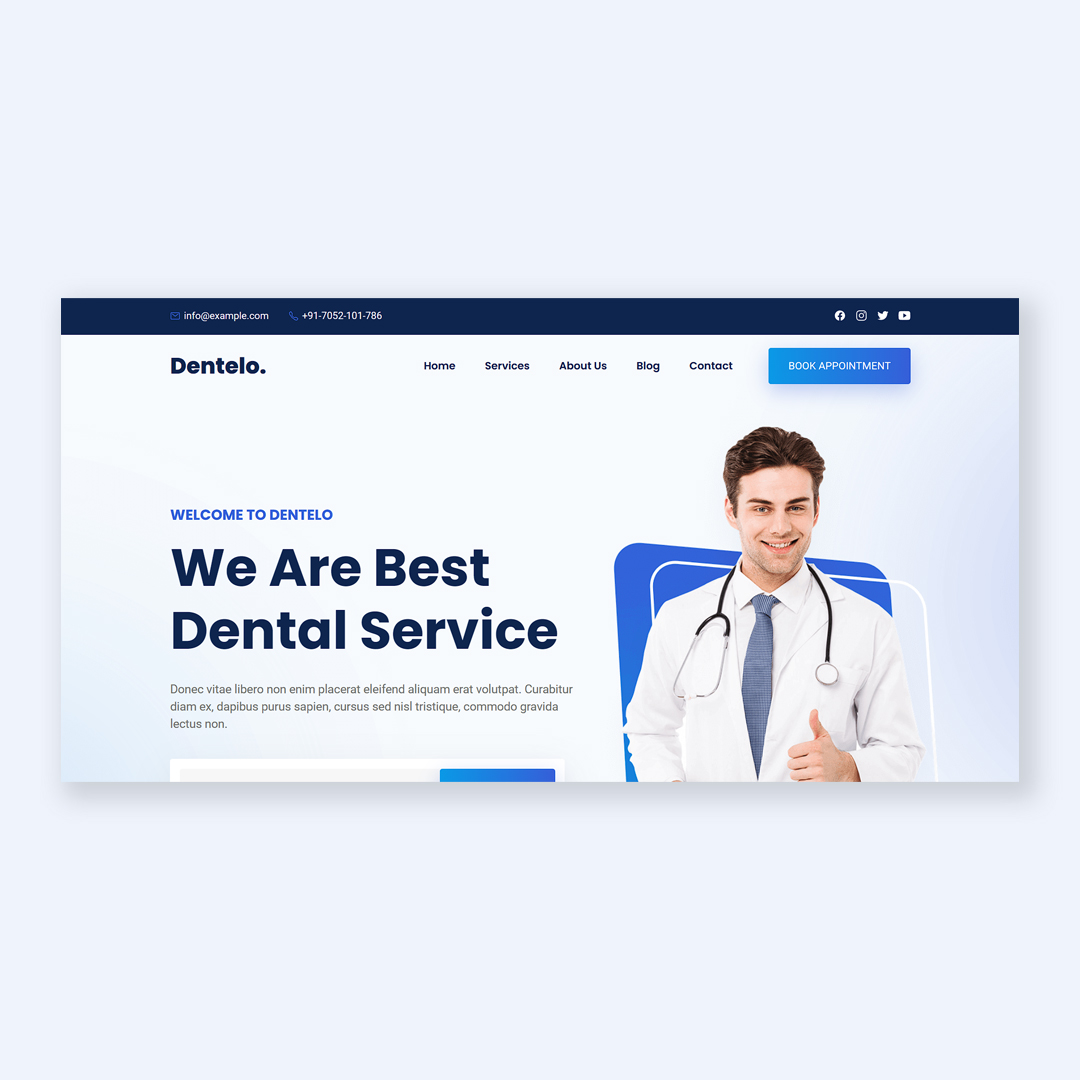 info@example.com +91-7052-101-786
Dentelo. Home Services About Us Blog Contact BOOK APPOINTMENT
WELCOME TO DENTELO
We Are Best
Dental Service
Donec vitae libero non enim placerat eleifend aliquam erat volutpat. Curabitur
diam ex, dapibus purus sapien, cursus sed nisl tristique, commodo gravida
lectus non.